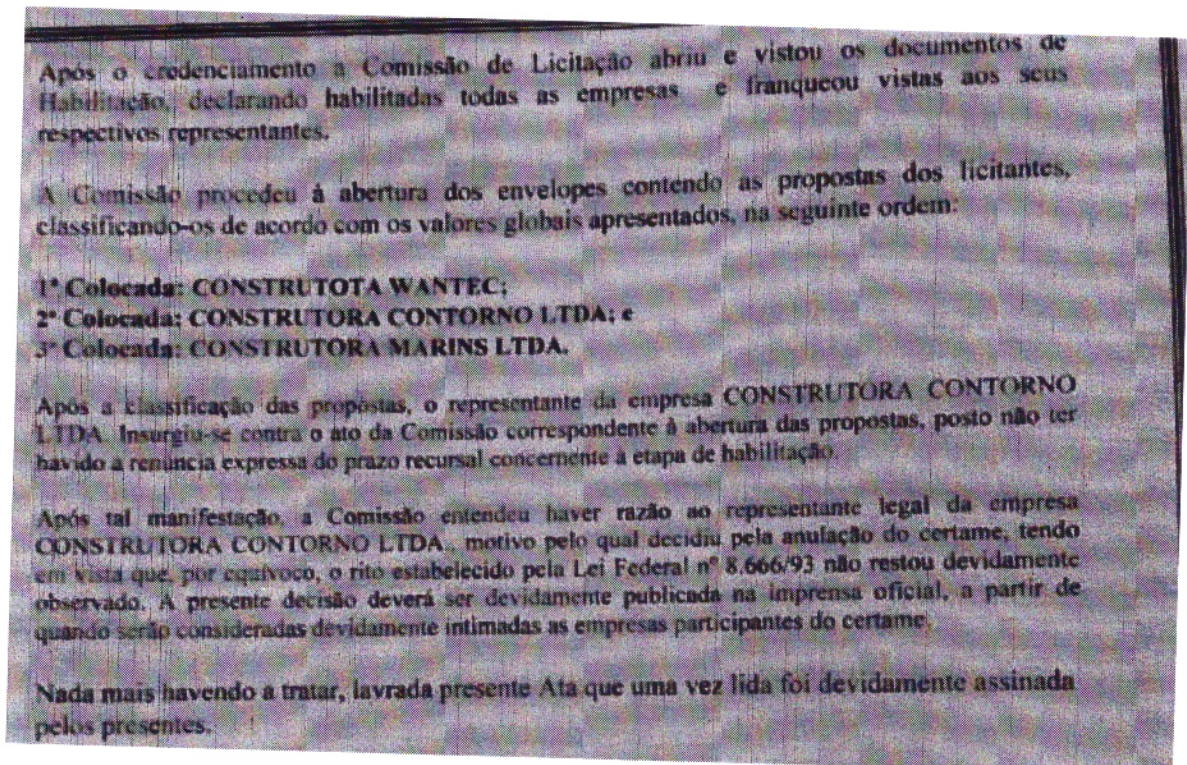 Após o credenciamento a Comissão de Licitação abriu e vistou os documentos de
Habilitação, declarando habilitadas todas as empresas e franqueou vistas aos seus
respectivos representantes.
A Comissão procedeu à abertura dos envelopes contendo as propostas dos licitantes,
classificando-os de acordo com os valores globais apresentados, na seguinte ordem:
1ª Colocada: CONSTRUTOTA WANTEC;
2ª Colocada: CONSTRUTORA CONTORNO LTDA; e
3ª Colocada: CONSTRUTORA MARINS LTDA.
Após a classificação das propostas, o representante da empresa CONSTRUTORA CONTORNO
LTDA. Insurgiu-se contra o ato da Comissão correspondente à abertura das propostas, posto não ter
havido a renúncia expressa do prazo recursal concernente à etapa de habilitação.
Após tal manifestação, a Comissão entendeu haver razão ao representante legal da empresa
CONSTRUTORA CONTORNO LTDA., motivo pelo qual decidiu pela anulação do certame, tendo
em vista que, por equívoco, o rito estabelecido pela Lei Federal nº 8.666/93 não restou devidamente
observado. A presente decisão deverá ser devidamente publicada na imprensa oficial, a partir de
quando serão consideradas devidamente intimadas as empresas participantes do certame.
Nada mais havendo a tratar, lavrada presente Ata que uma vez lida foi devidamente assinada
pelos presentes.